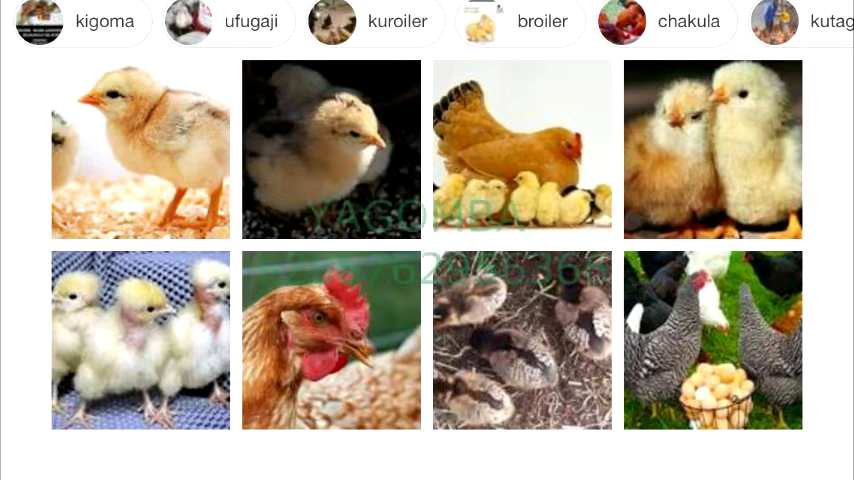 kigoma
ufugaji
kuroiler
broiler
chakula
kutag
YAGOMBA